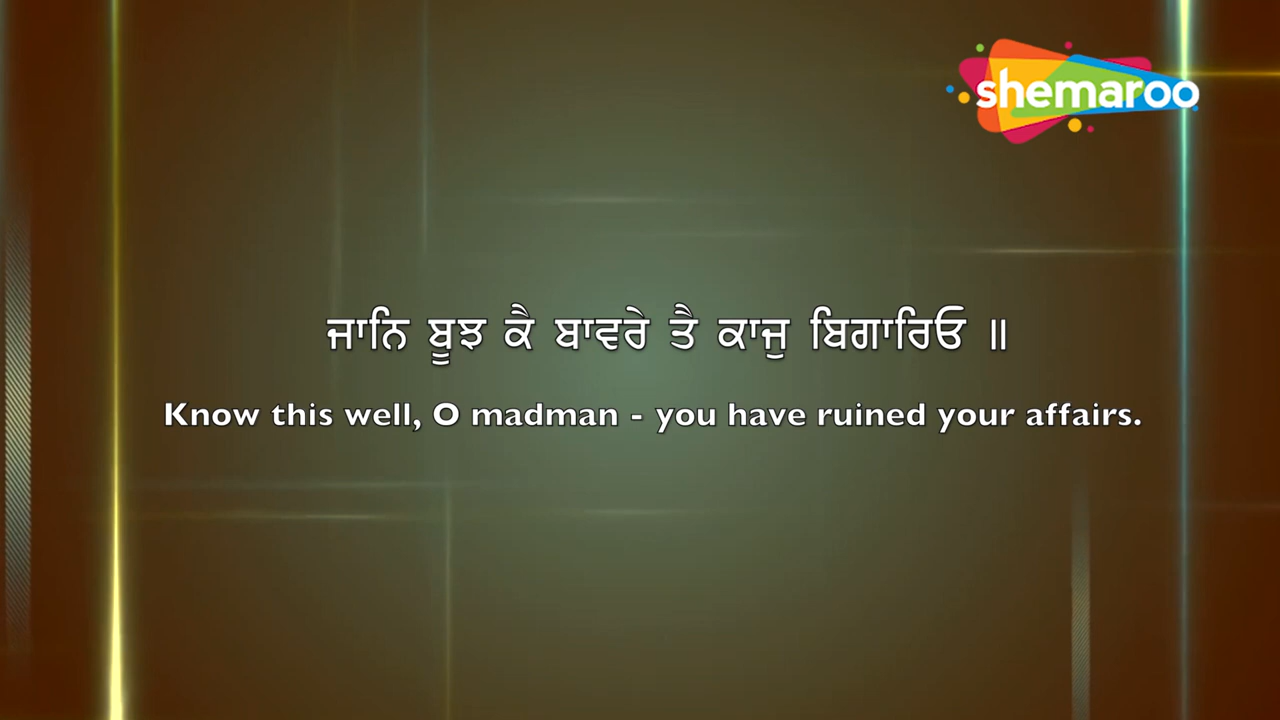 shemaroo
ਜਾਨਿ ਬੂਝ ਕੈ ਬਾਵਰੇ ਤੈ ਕਾਜੁ ਬਿਗਾਰਿਓ ॥
Know this well, O madman - you have ruined your affairs.